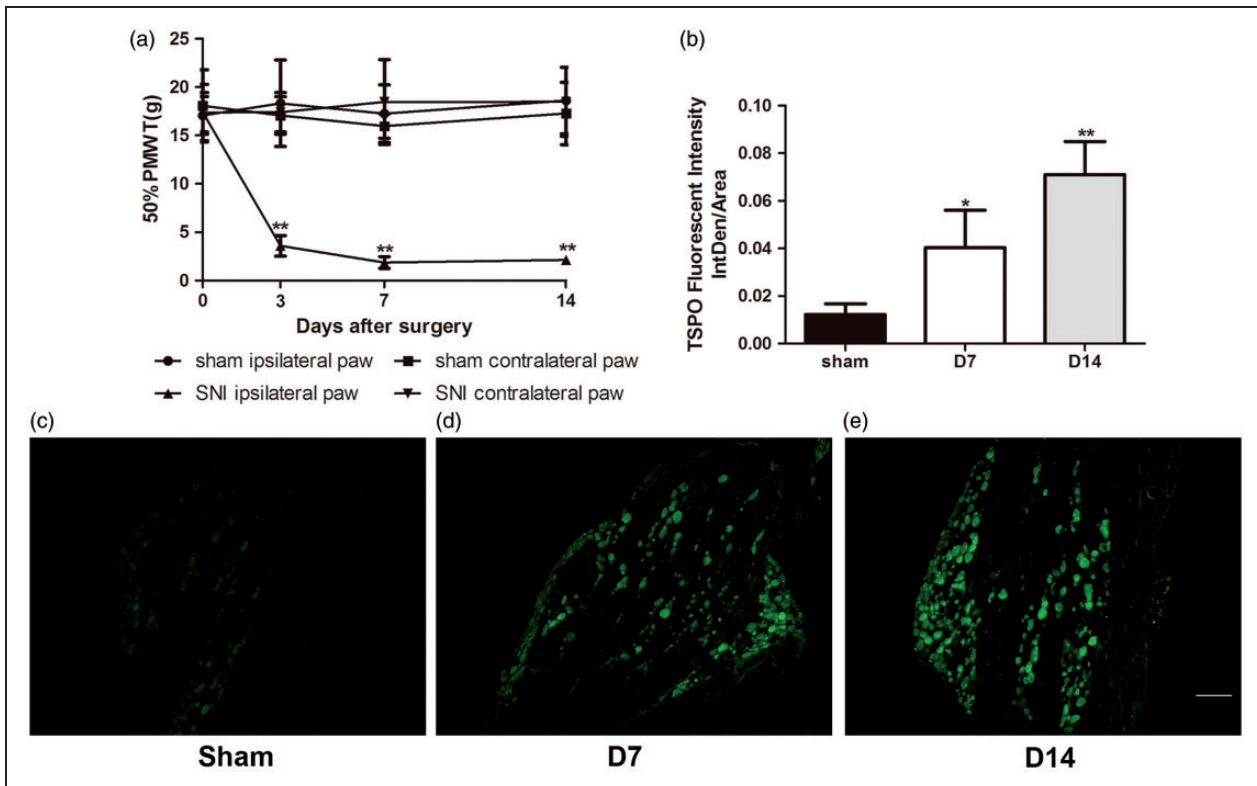 (a)
25
20
15
10
5
0
50% PMWT(g)
**
**
**
0 3 7 14
Days after surgery
sham ipsilateral paw
sham contralateral paw
SNI ipsilateral paw
SNI contralateral paw
(b)
TSPO Fluorescent Intensity
IntDen/Area
0.10
0.08
0.06
0.04
0.02
0.00
*
**
sham D7 D14
(c)
(d)
(e)
Sham
D7
D14